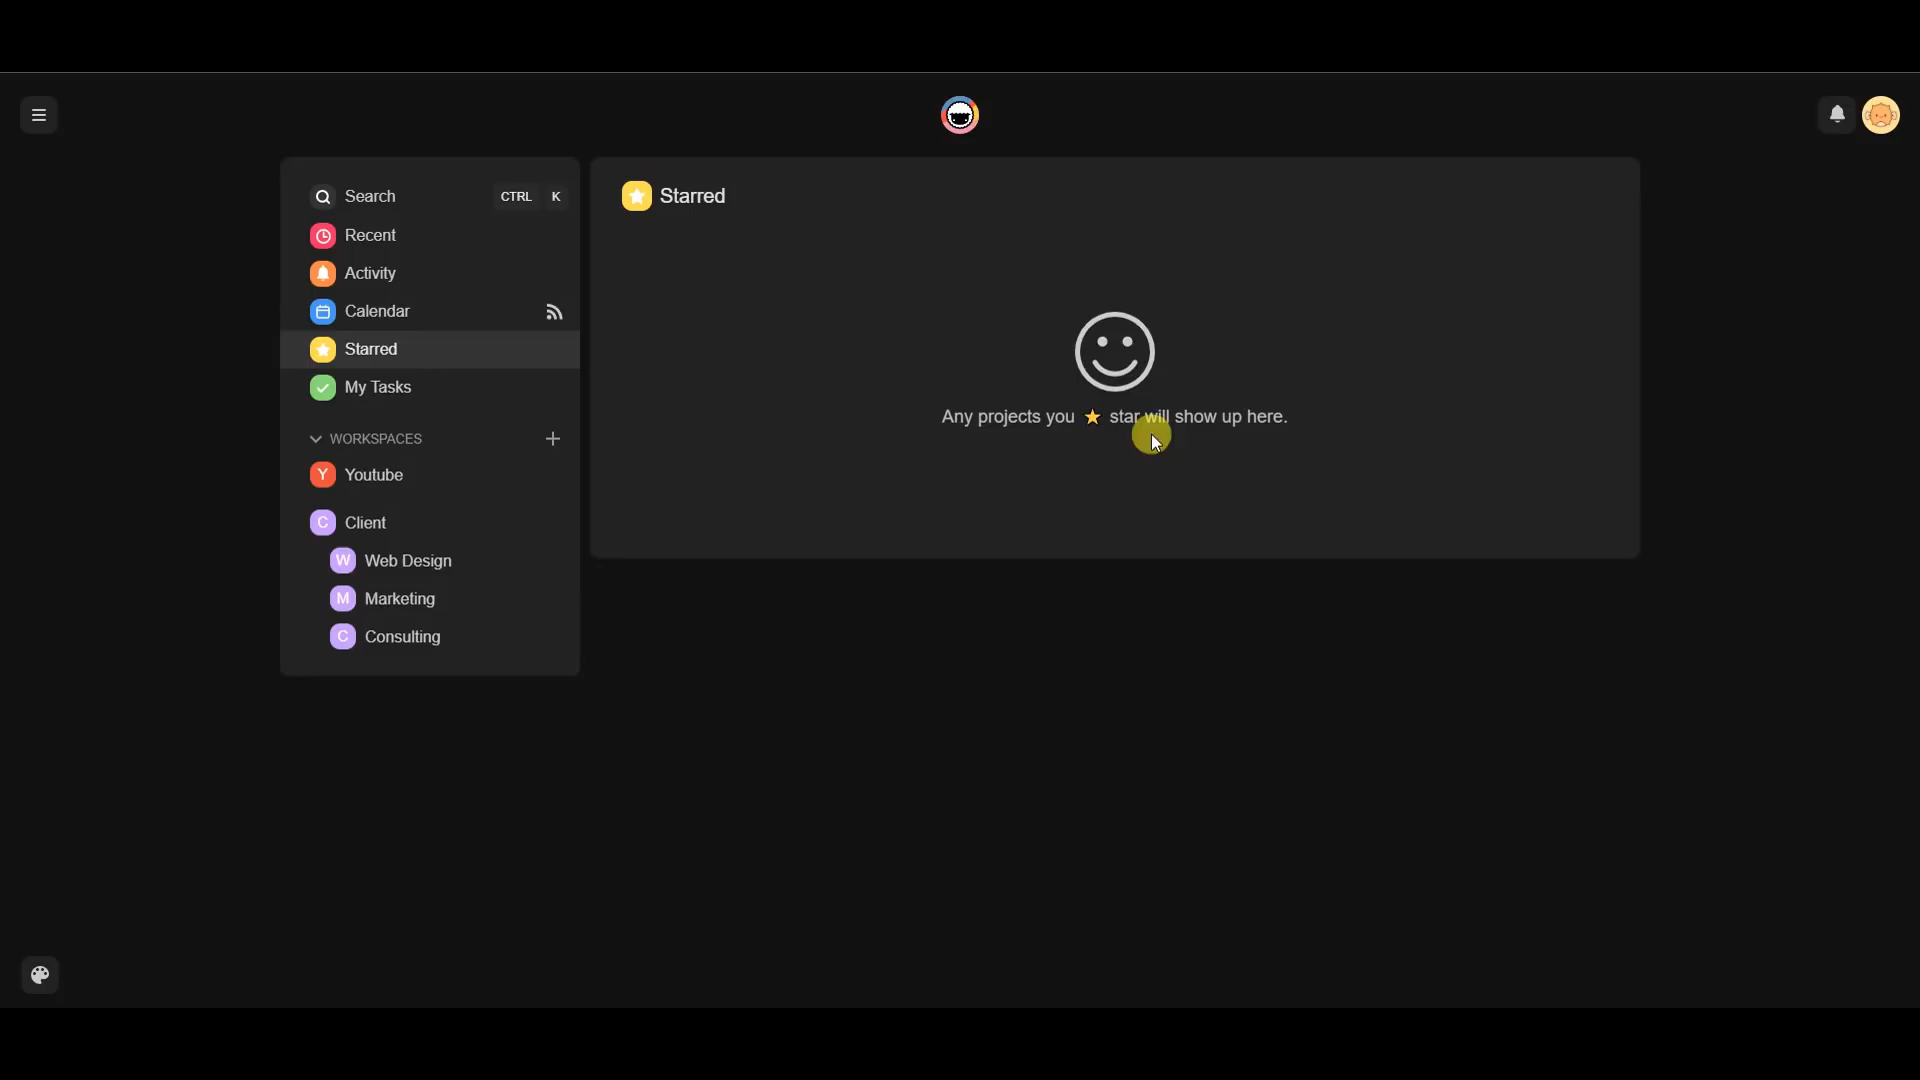 Search CTRL K
Recent
Activity
Calendar
Starred
My Tasks
WORKSPACES
Y Youtube
C Client
W Web Design
M Marketing
C Consulting
Starred
Any projects you ⭐ star will show up here.